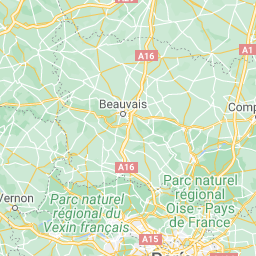 A16
A1
Beauvais
Comp
A16
Parc naturel
régional
Oise - Pays
de France
Parc naturel
régional du
Vexin français
Vernon
A15